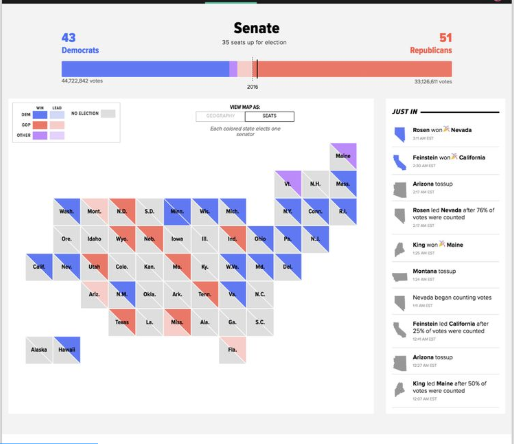 Senate
35 seats up for election
43
Democrats
51
Republicans
44,722,842 votes
33,126,611 votes
2016
WIN LEAD
DEM
GOP
OTHER
NO ELECTION
VIEW MAP AS:
GEOGRAPHY SEATS
Each colored state elects one
senator
Maine
Vt. N.H. Mass.
Wash. Mont. N.D. S.D. Minn. Wis. Mich. N.Y. Conn. R.I.
Ore. Idaho Wyo. Neb. Iowa Ill. Ind. Ohio Pa. N.J.
Calif. Nev. Utah Colo. Kan. Mo. Ky. W.Va. Md. Del.
Ariz. N.M. Okla. Ark. Tenn. Va. N.C.
Texas La. Miss. Ala. Ga. S.C.
Alaska Hawaii Fla.
JUST IN
Rosen won Nevada
Feinstein won California
Arizona tossup
Rosen led Nevada after 76% of
votes were counted
King won Maine
Montana tossup
Nevada began counting votes
Feinstein led California after
25% of votes were counted
Arizona tossup
King led Maine after 50% of
votes were counted